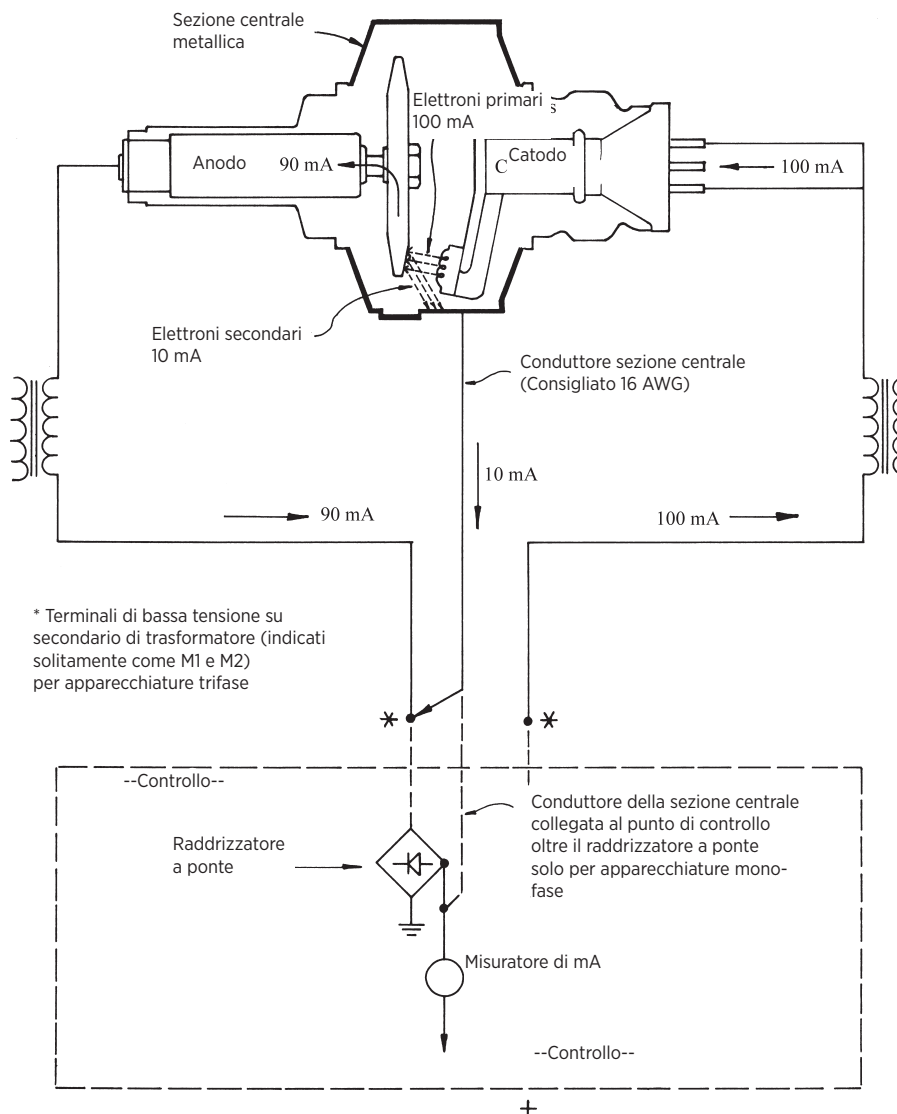 Sezione centrale
metallica
Elettroni primari
100 mA
s
Anodo
90 mA
Catodo
C
100 mA
Elettroni secondari
10 mA
Conduttore sezione centrale
(Consigliato 16 AWG)
10 mA
90 mA
100 mA
* Terminali di bassa tensione su
secondario di trasformatore (indicati
solitamente come M1 e M2)
per apparecchiature trifase
*
*
--Controllo--
Conduttore della sezione centrale
collegata al punto di controllo
oltre il raddrizzatore a ponte
solo per apparecchiature mono-
fase
Raddrizzatore
a ponte
Misuratore di mA
--Controllo--
+